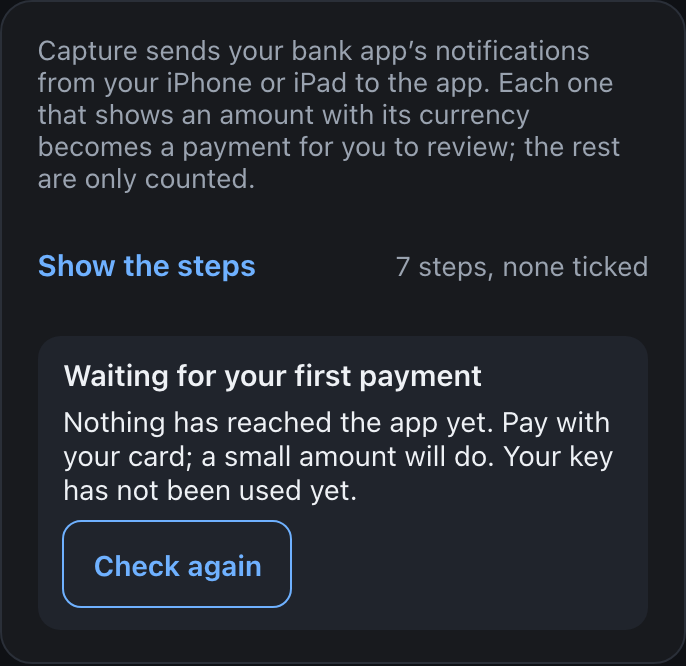 Capture sends your bank app’s notifications
from your iPhone or iPad to the app. Each one
that shows an amount with its currency
becomes a payment for you to review; the rest
are only counted.
Show the steps
7 steps, none ticked
Waiting for your first payment
Nothing has reached the app yet. Pay with
your card; a small amount will do. Your key
has not been used yet.
Check again